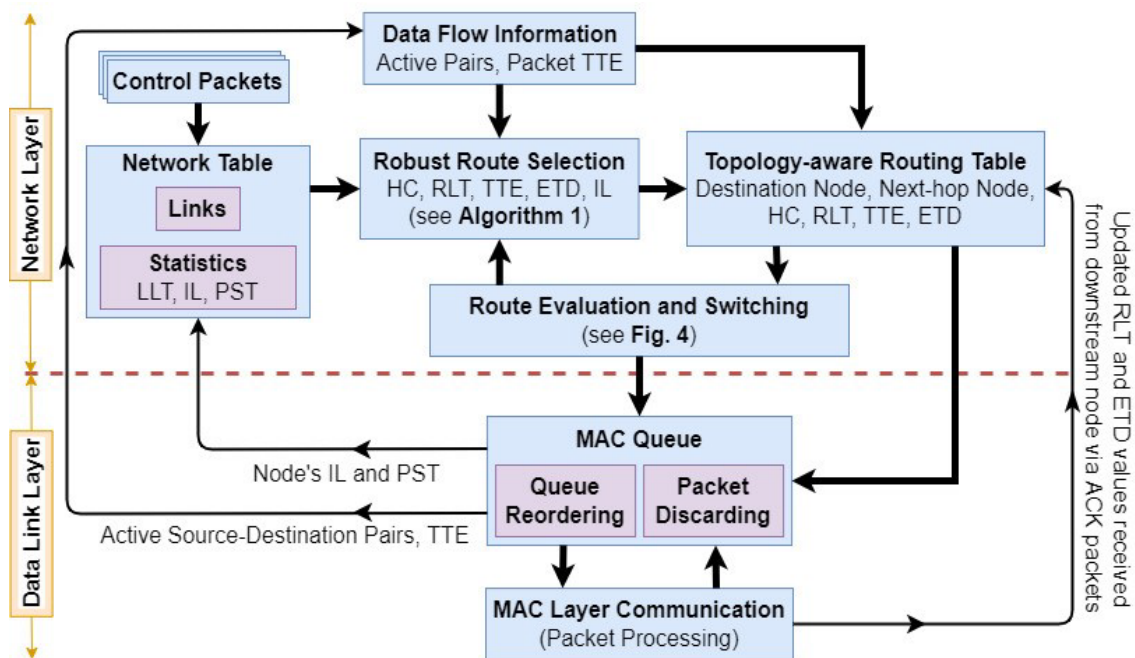 Data Flow Information
Active Pairs, Packet TTE
Control Packets
Network Table
Links
Statistics
LLT, IL, PST
Robust Route Selection
HC, RLT, TTE, ETD, IL
(see Algorithm 1)
Topology-aware Routing Table
Destination Node, Next-hop Node,
HC, RLT, TTE, ETD
Route Evaluation and Switching
(see Fig. 4)
Network Layer
Data Link Layer
MAC Queue
Queue
Reordering
Packet
Discarding
Node's IL and PST
Active Source-Destination Pairs, TTE
MAC Layer Communication
(Packet Processing)
Updated RLT and ETD values received
from downstream node via ACK packets